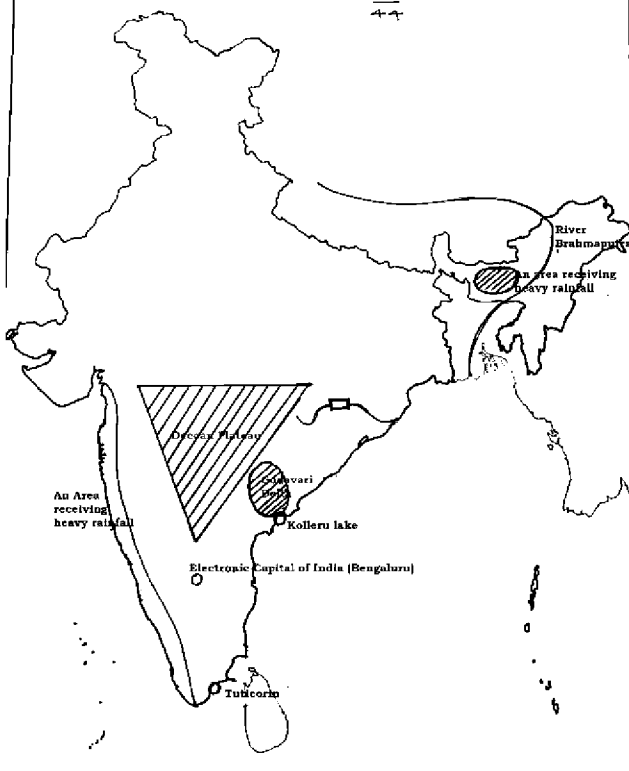 44
River
Brahmaputra
An area receiving
heavy rainfall
Deccan Plateau
Godavari
Delta
An Area
receiving
heavy rainfall
Kolleru lake
Electronic Capital of India (Bengaluru)
Tuticorin